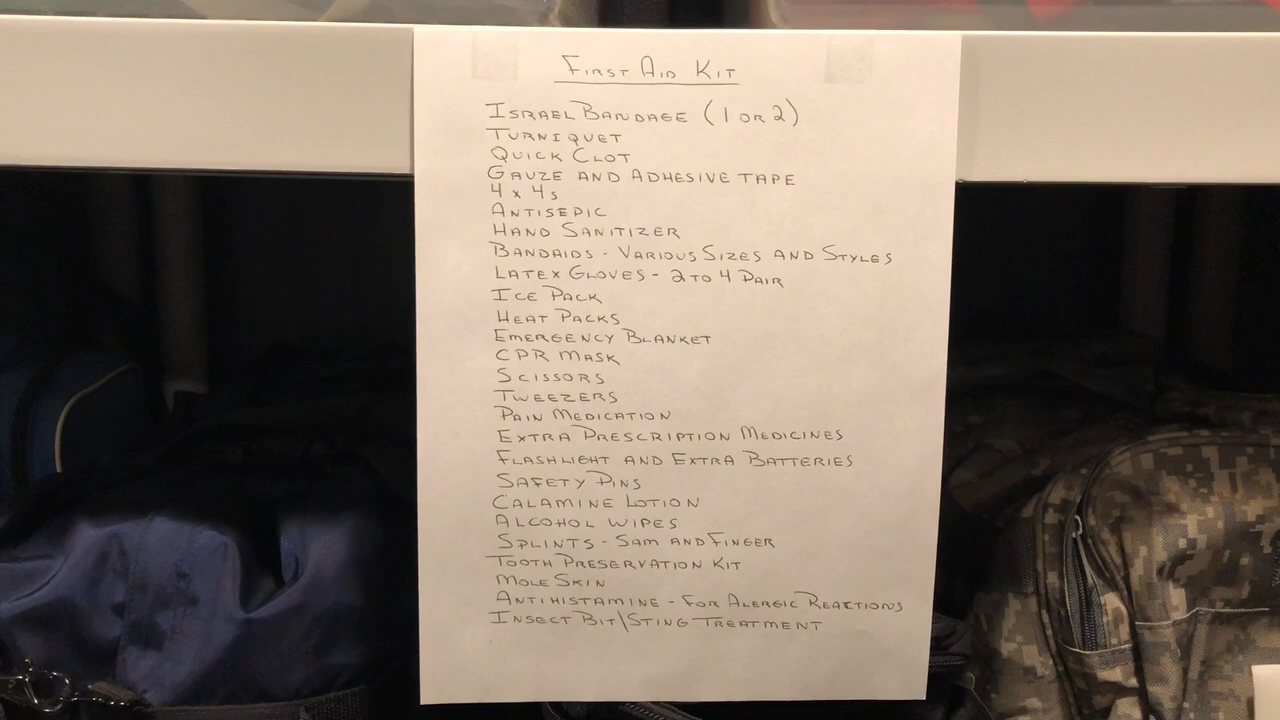 First Aid Kit
Israel Bandage (1 or 2)
Turniquet
Quick Clot
Gauze and Adhesive Tape
4 x 4s
Antisepic
Hand Sanitizer
Bandaids - Various Sizes and Styles
Latex Gloves - 2 to 4 Pair
Ice Pack
Heat Packs
Emergency Blanket
CPR Mask
Scissors
Tweezers
Pain Medication
Extra Prescription Medicines
Flashlight and Extra Batteries
Safety Pins
Calamine Lotion
Alcohol Wipes
Splints - Sam and Finger
Tooth Preservation Kit
Mole Skin
Antihistamine - For Alergic Reactions
Insect Bit\Sting Treatment